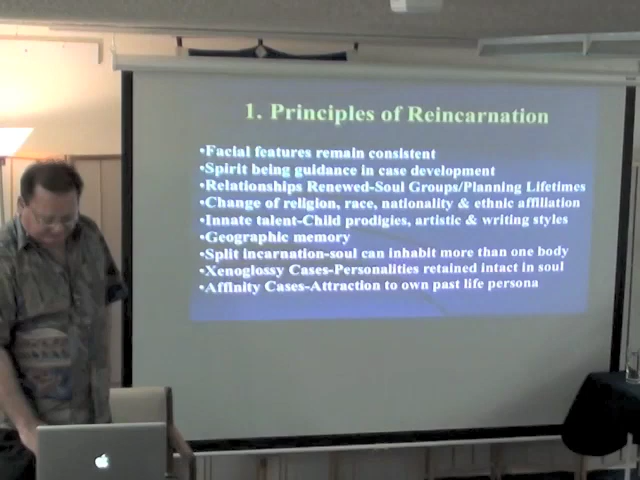 1. Principles of Reincarnation
•Facial features remain consistent
•Spirit being guidance in case development
•Relationships Renewed-Soul Groups/Planning Lifetimes
•Change of religion, race, nationality & ethnic affiliation
•Innate talent-Child prodigies, artistic & writing styles
•Geographic memory
•Split incarnation-soul can inhabit more than one body
•Xenoglossy Cases-Personalities retained intact in soul
•Affinity Cases-Attraction to own past life persona